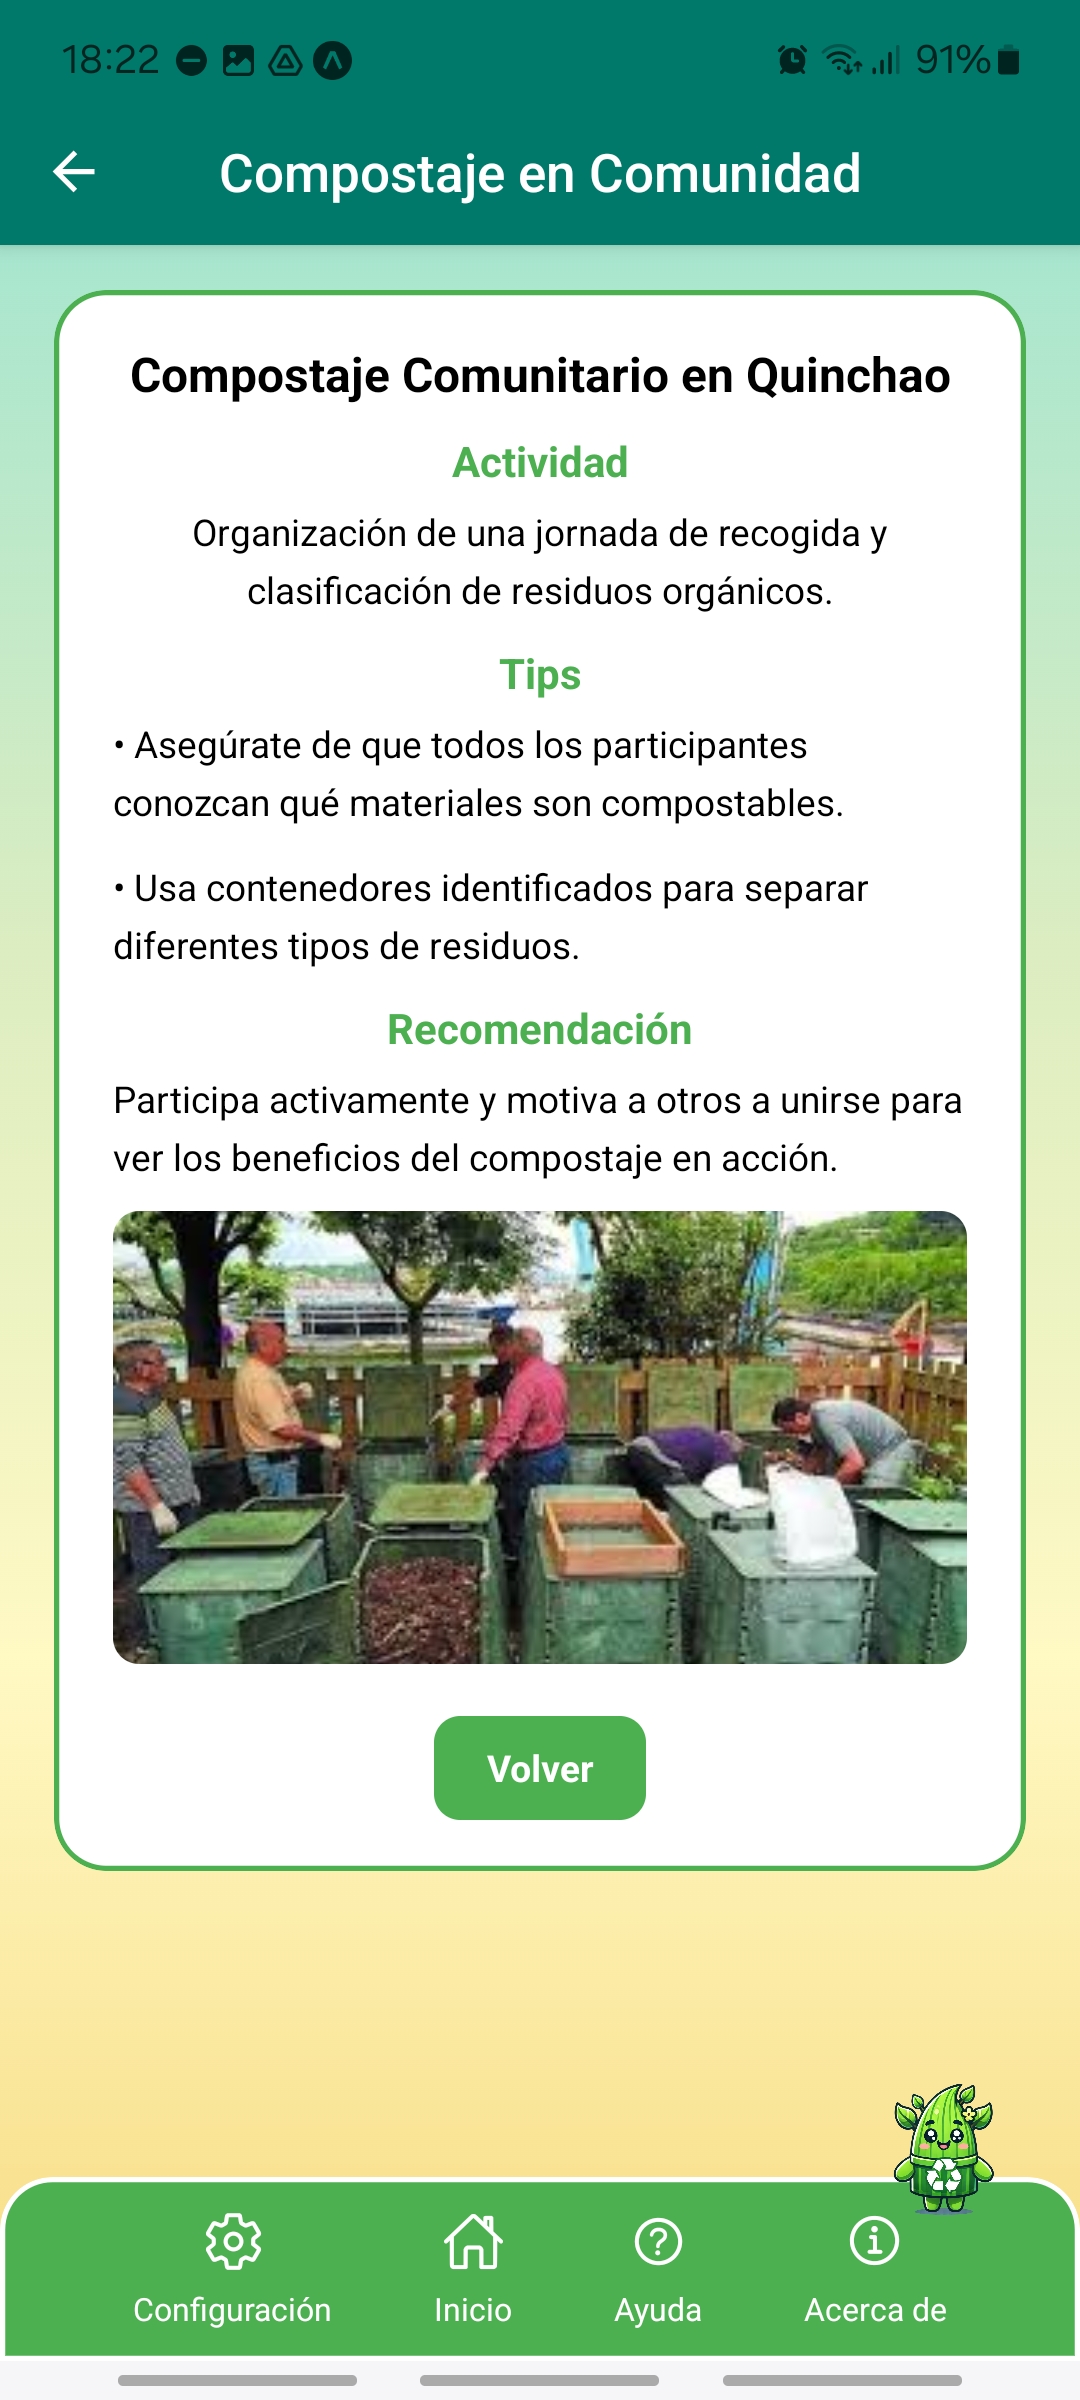 18:22
91%
Compostaje en Comunidad
Compostaje Comunitario en Quinchao
Actividad
Organización de una jornada de recogida y
clasificación de residuos orgánicos.
Tips
• Asegúrate de que todos los participantes
conozcan qué materiales son compostables.
• Usa contenedores identificados para separar
diferentes tipos de residuos.
Recomendación
Participa activamente y motiva a otros a unirse para
ver los beneficios del compostaje en acción.
Volver
Configuración
Inicio
Ayuda
Acerca de